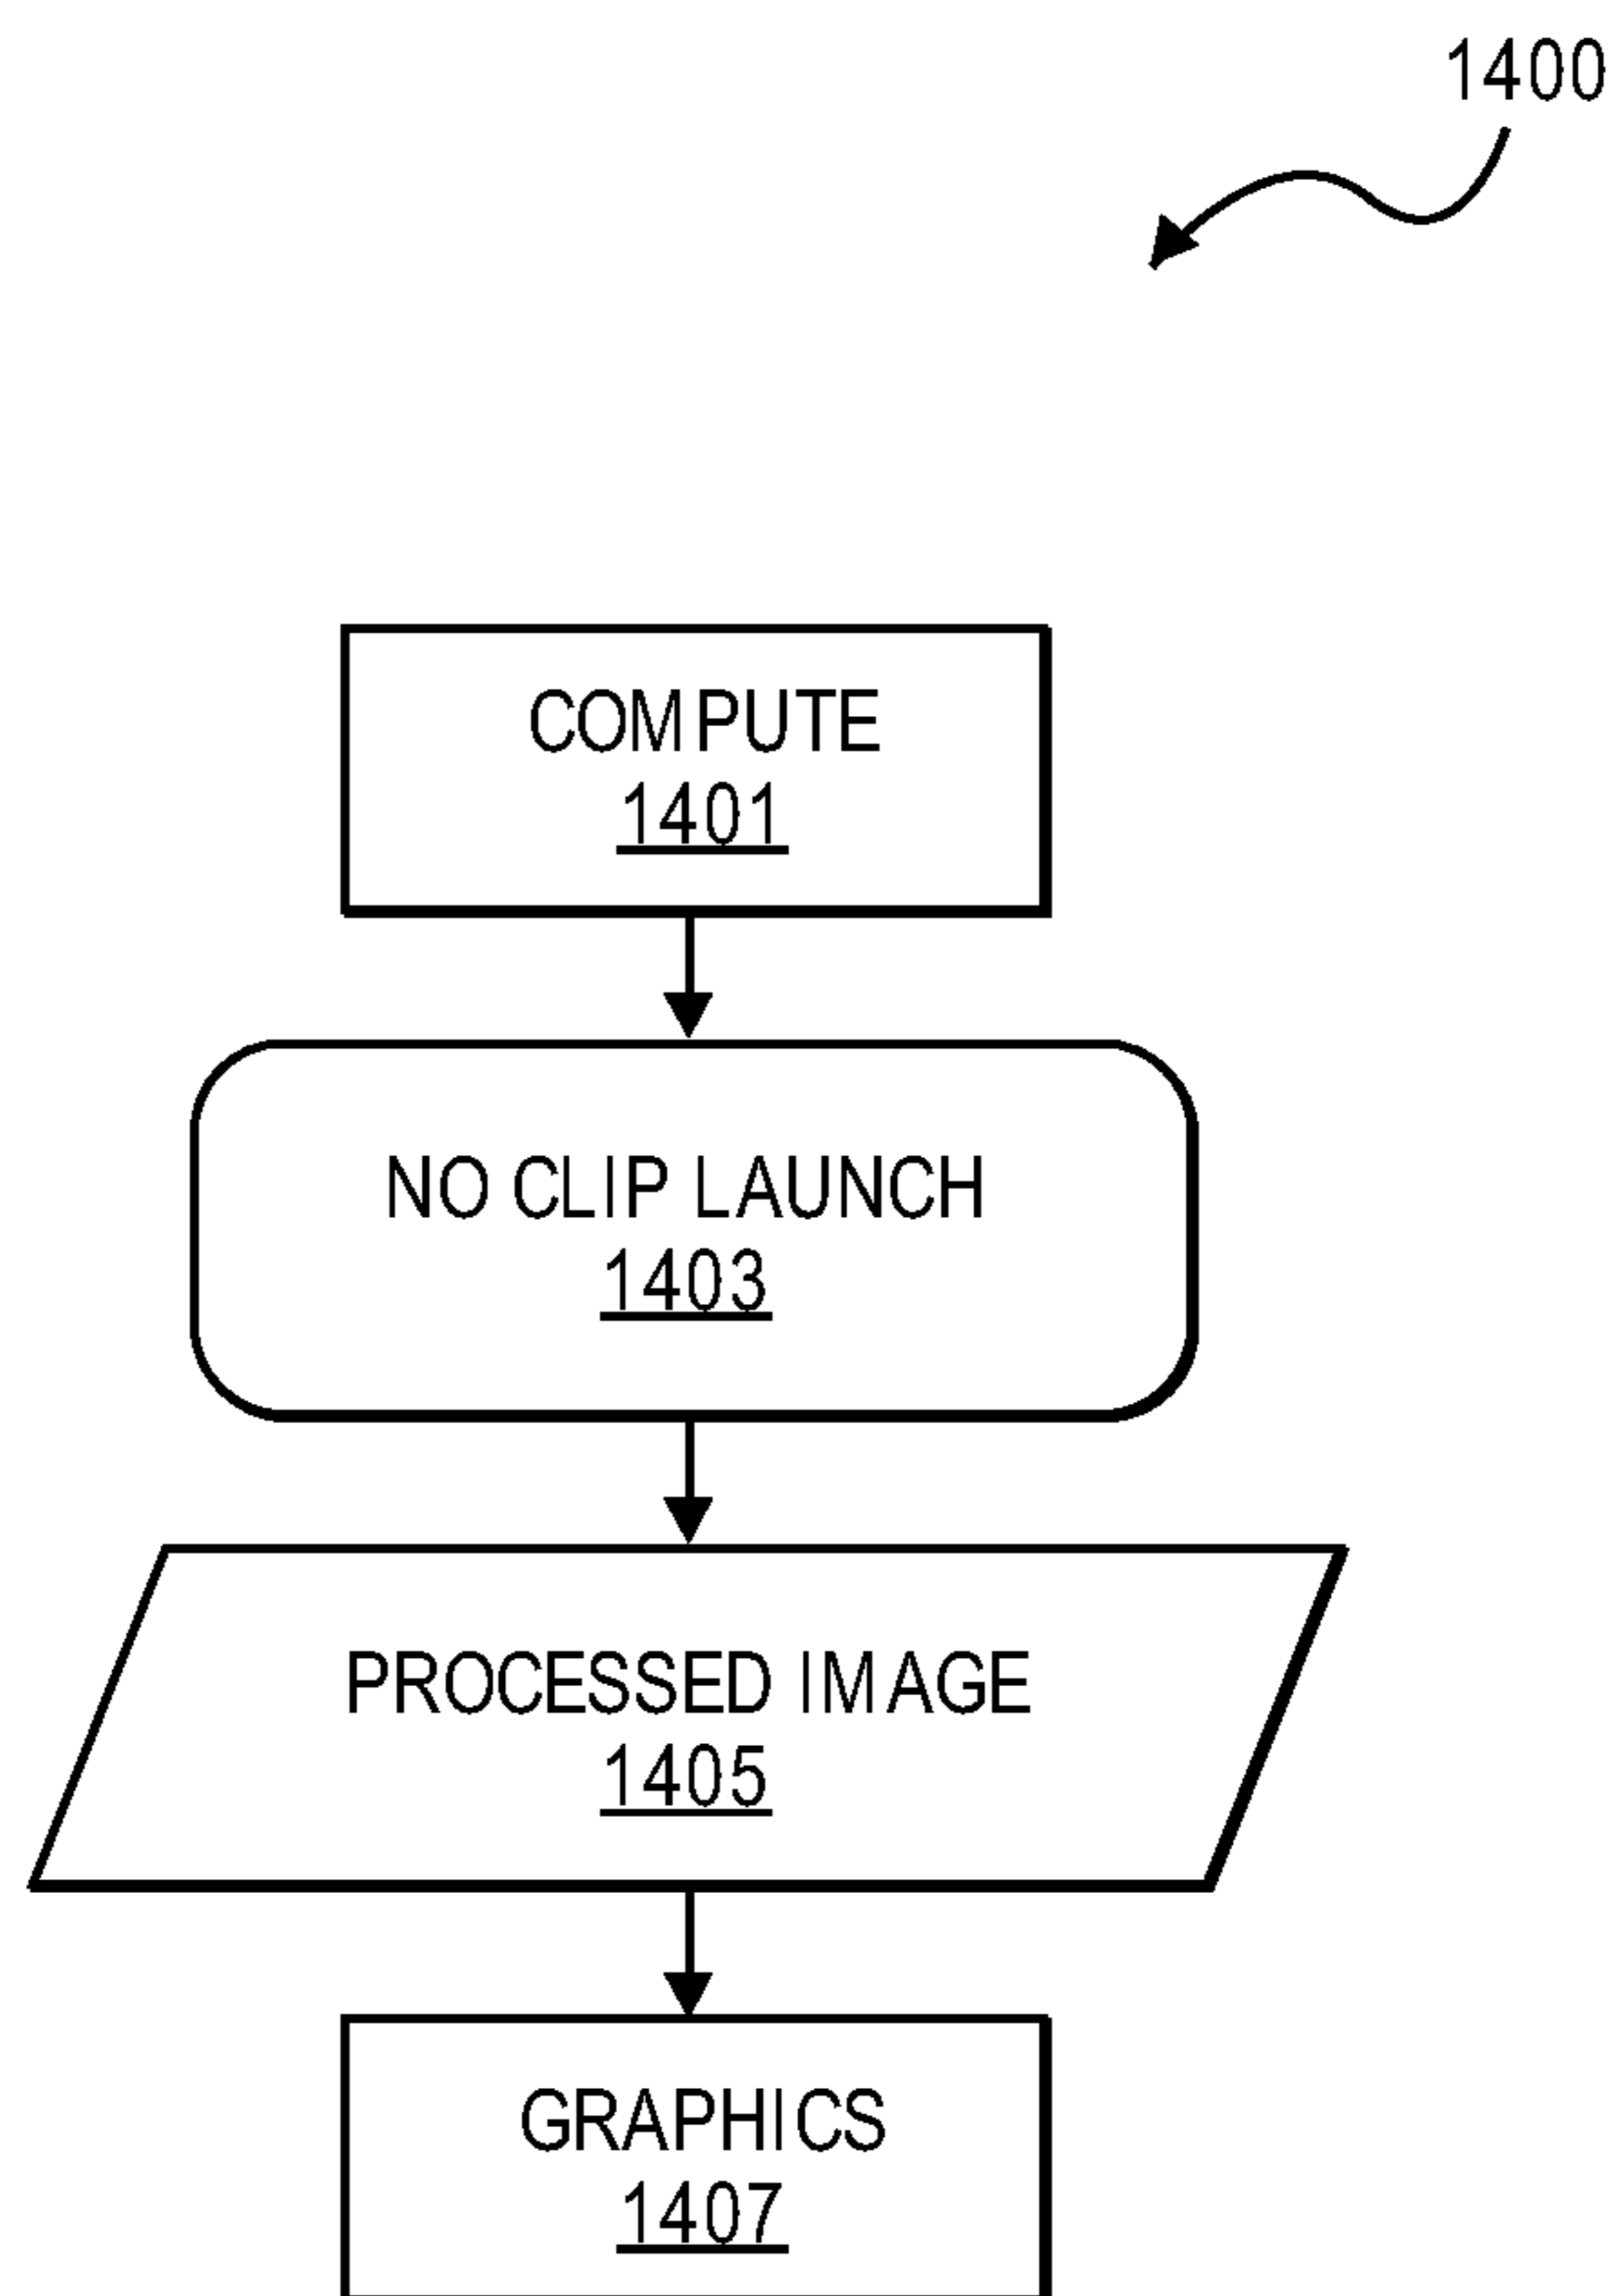 1400
COMPUTE
1401
NO CLIP LAUNCH
1403
PROCESSED IMAGE
1405
GRAPHICS
1407